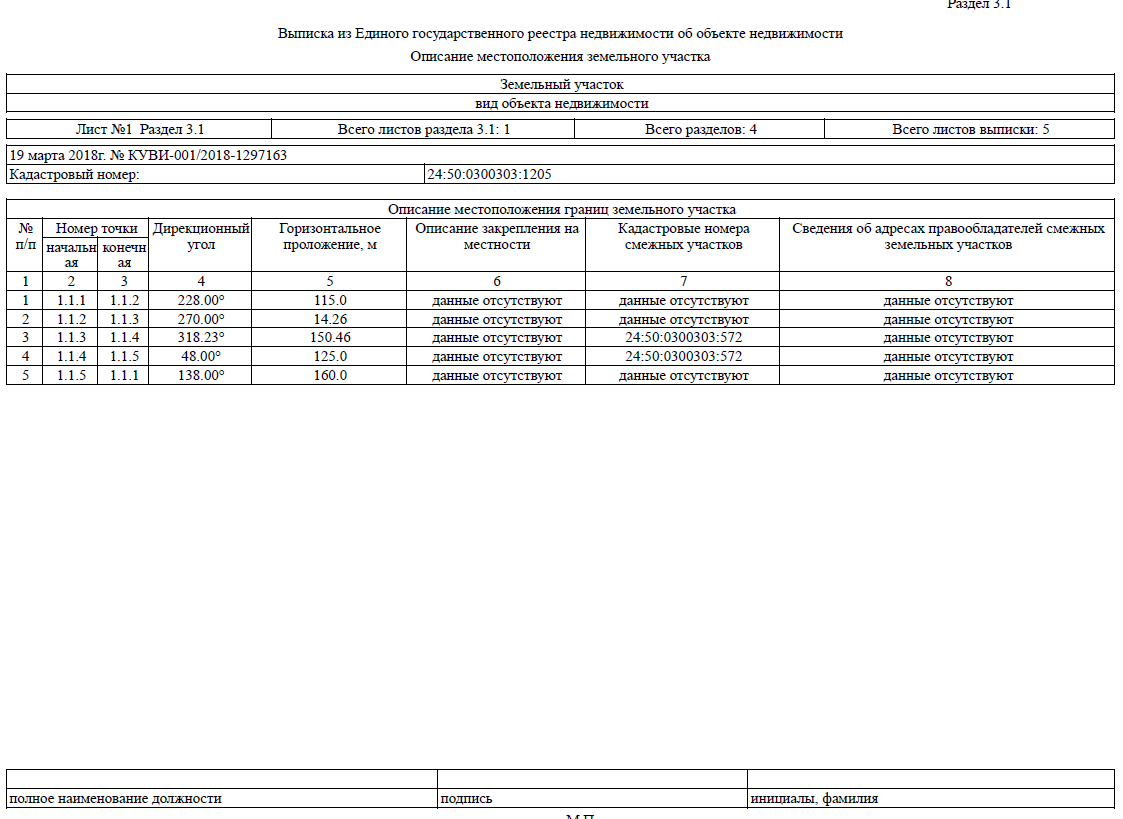 Раздел 3.1
Выписка из Единого государственного реестра недвижимости об объекте недвижимости
Описание местоположения земельного участка
Земельный участок
вид объекта недвижимости
Лист №1 Раздел 3.1 Всего листов раздела 3.1: 1 Всего разделов: 4 Всего листов выписки: 5
19 марта 2018г. № КУВИ-001/2018-1297163
Кадастровый номер: 24:50:0300303:1205
Описание местоположения границ земельного участка
№ Номер точки Дирекционный Горизонтальное Описание закрепления на Кадастровые номера Сведения об адресах правообладателей смежных
п/п начальн конечн угол проложение, м местности смежных участков земельных участков
ая ая
1 2 3 4 5 6 7 8
1 1.1.1 1.1.2 228.00° 115.0 данные отсутствуют данные отсутствуют данные отсутствуют
2 1.1.2 1.1.3 270.00° 14.26 данные отсутствуют данные отсутствуют данные отсутствуют
3 1.1.3 1.1.4 318.23° 150.46 данные отсутствуют 24:50:0300303:572 данные отсутствуют
4 1.1.4 1.1.5 48.00° 125.0 данные отсутствуют 24:50:0300303:572 данные отсутствуют
5 1.1.5 1.1.1 138.00° 160.0 данные отсутствуют данные отсутствуют данные отсутствуют
полное наименование должности подпись инициалы, фамилия
М.П.